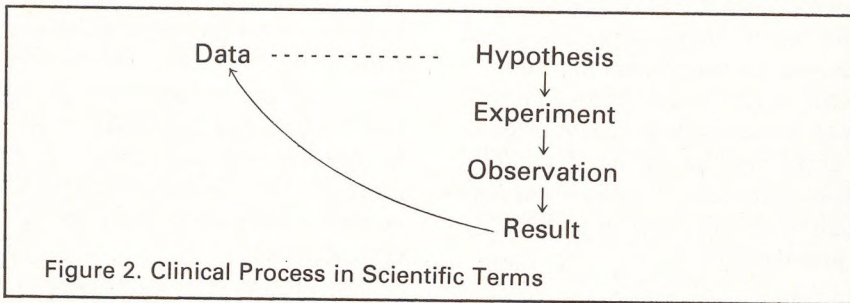 Data - - - - - - - - - - - - - - Hypothesis
Experiment
Observation
Result
Figure 2. Clinical Process in Scientific Terms